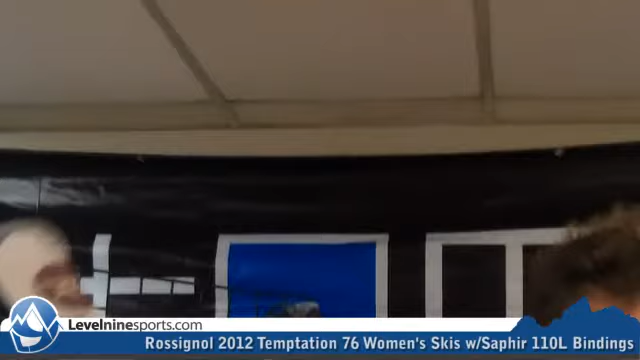 Levelninesports.com
Rossignol 2012 Temptation 76 Women's Skis w/Saphir 110L Bindings